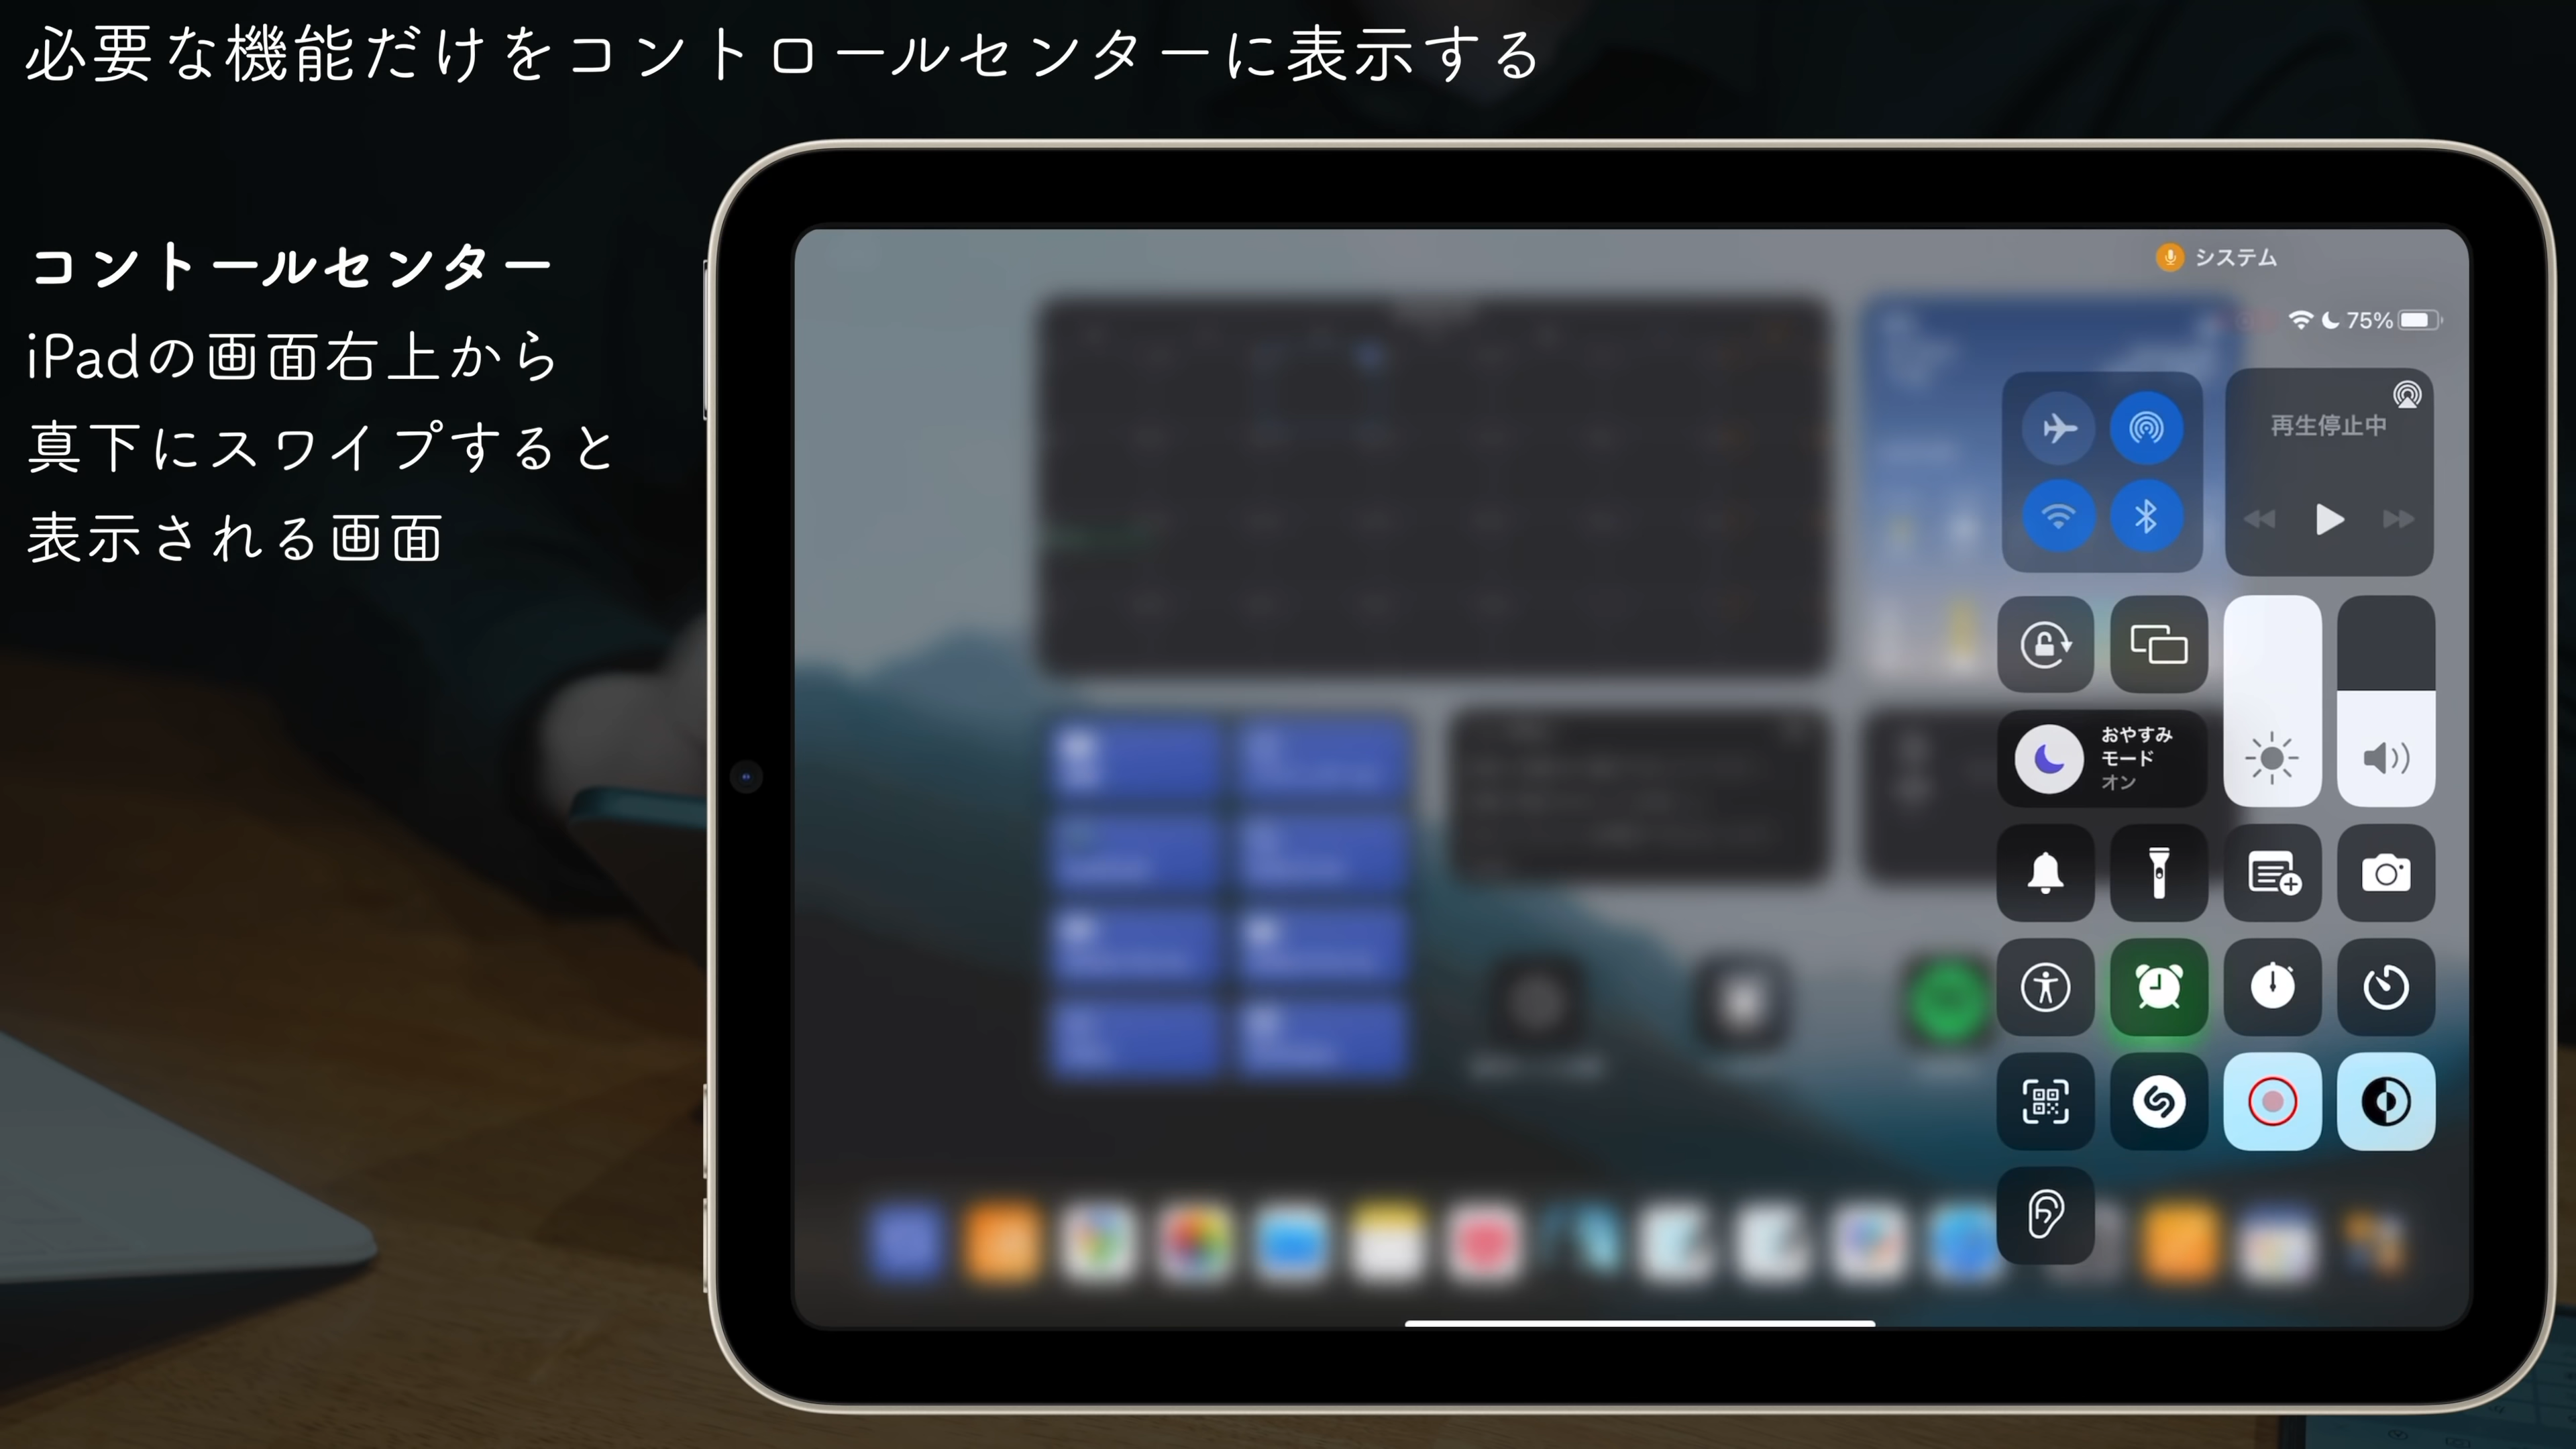 必要な機能だけをコントロールセンターに表示する
コントールセンター
iPadの画面右上から
真下にスワイプすると
表示される画面
システム
75%
再生停止中
おやすみ
モード
オン